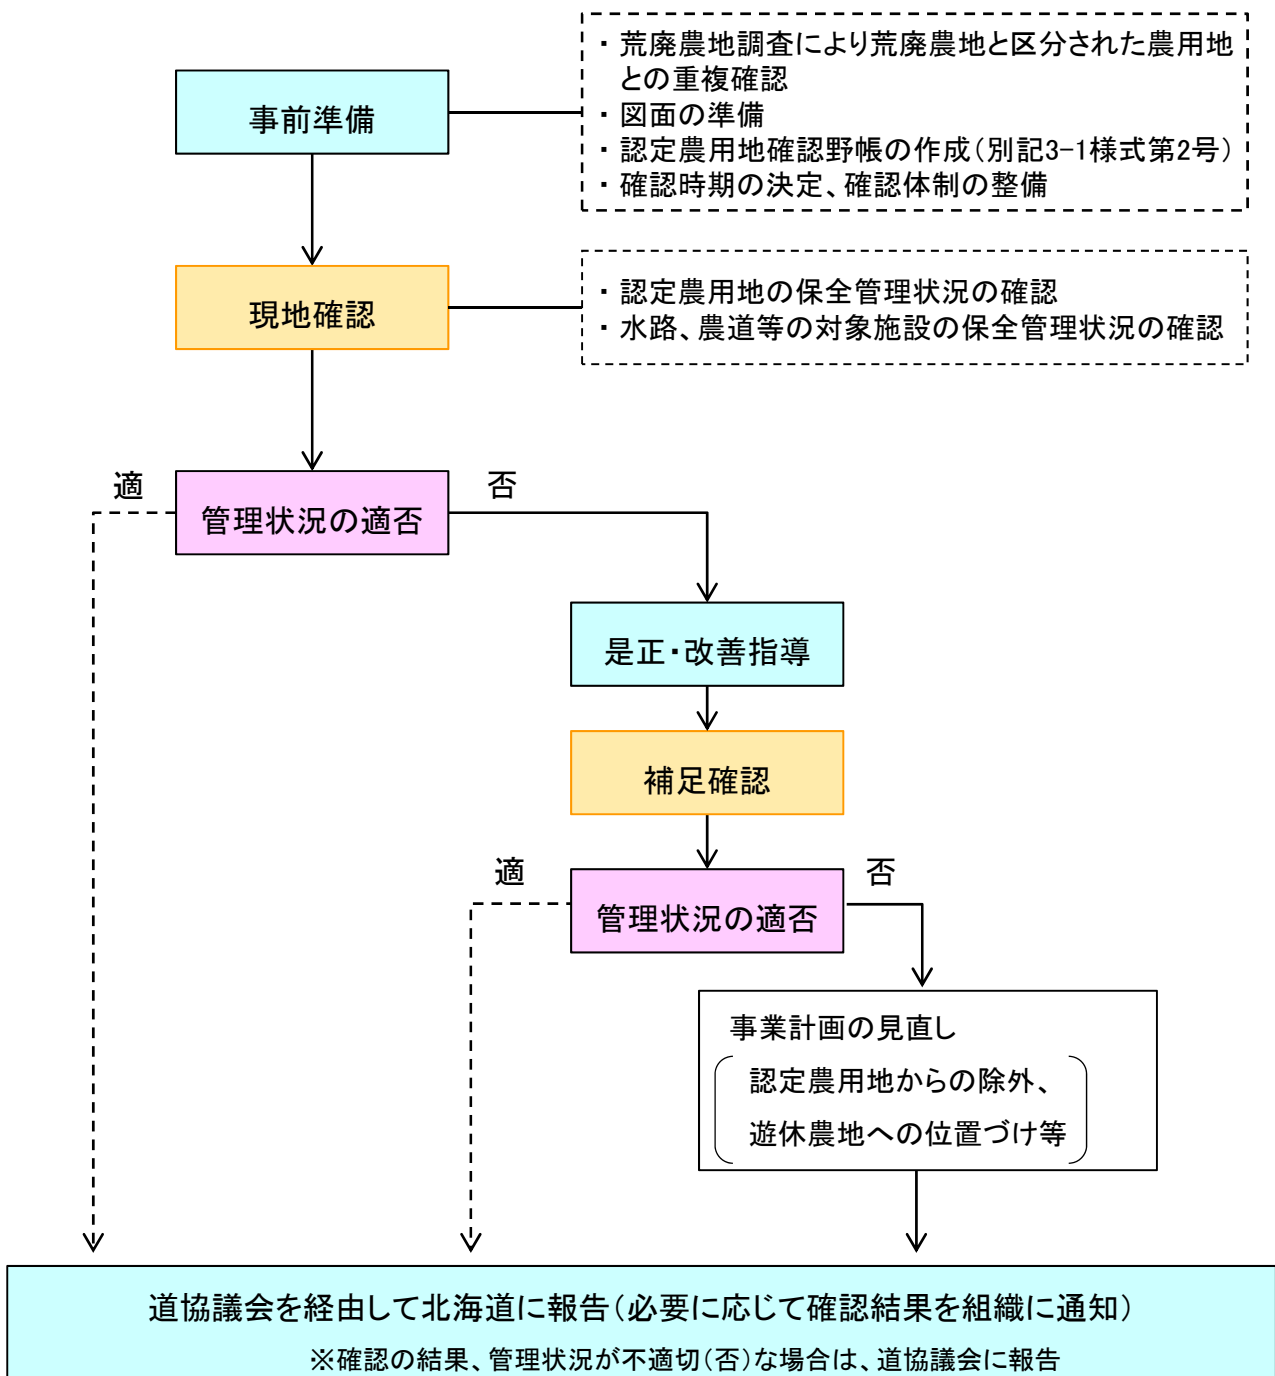 ・荒廃農地調査により荒廃農地と区分された農用地
との重複確認
・図面の準備
・認定農用地確認野帳の作成（別記3-1様式第2号）
・確認時期の決定、確認体制の整備
事前準備
・認定農用地の保全管理状況の確認
・水路、農道等の対象施設の保全管理状況の確認
現地確認
適
否
管理状況の適否
是正・改善指導
補足確認
適
否
管理状況の適否
事業計画の見直し
認定農用地からの除外、
遊休農地への位置づけ等
道協議会を経由して北海道に報告（必要に応じて確認結果を組織に通知）
※確認の結果、管理状況が不適切（否）な場合は、道協議会に報告